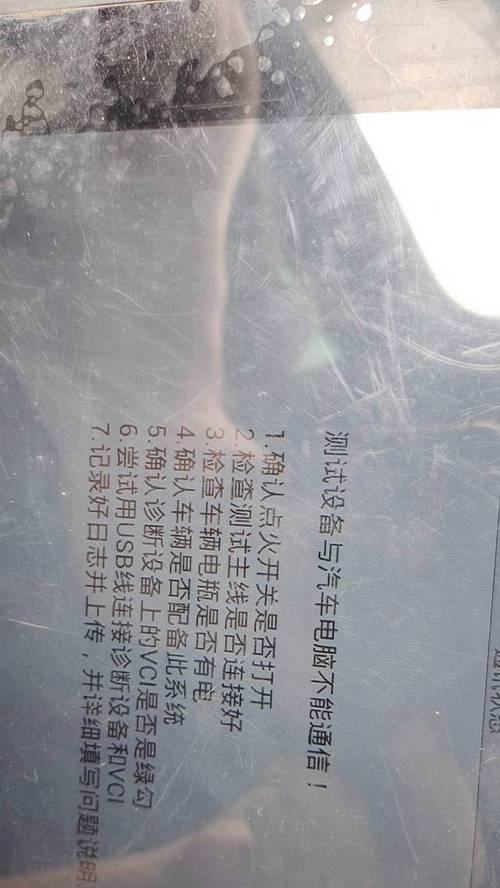 测试设备与汽车电脑不能通信！
1. 确认点火开关是否打开
2. 检查测试主线是否连接好
3. 检查车辆电瓶是否有电
4. 确认车辆是否配备此系统
5. 确认诊断设备上的VCI是否是绿勾
6. 尝试用USB线连接诊断设备和VCI
7. 记录好日志并上传，并详细填写问题说明